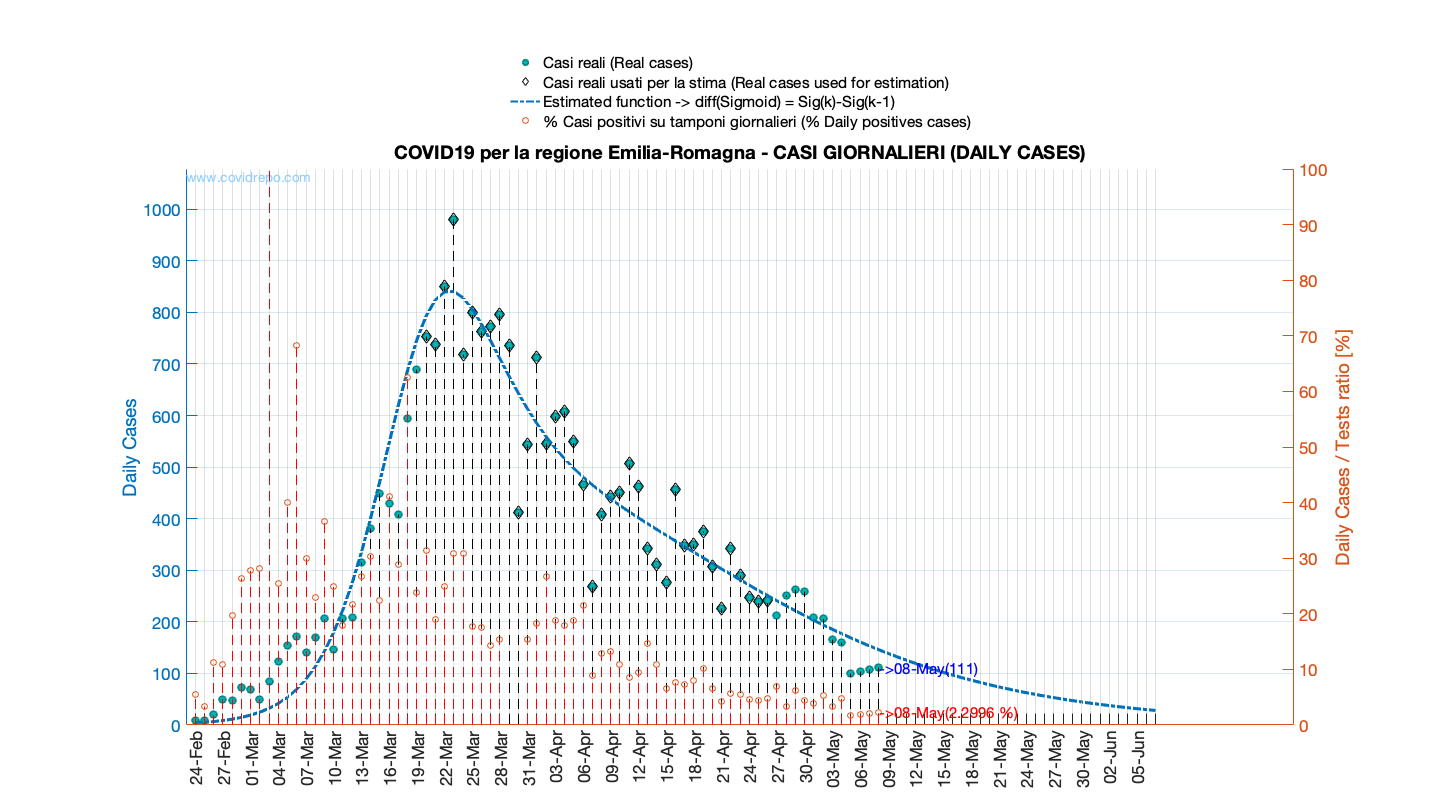 Casi reali (Real cases)
Casi reali usati per la stima (Real cases used for estimation)
Estimated function -> diff(Sigmoid) = Sig(k)-Sig(k-1)
% Casi positivi su tamponi giornalieri (% Daily positives cases)
COVID19 per la regione Emilia-Romagna - CASI GIORNALIERI (DAILY CASES)
www.covidrepo.com
Daily Cases
1000
900
800
700
600
500
400
300
200
100
0
->08-May(111)
->08-May(2.2996 %)
100
90
80
70
60
50
40
30
20
10
0
Daily Cases / Tests ratio [%]
24-Feb
27-Feb
01-Mar
04-Mar
07-Mar
10-Mar
13-Mar
16-Mar
19-Mar
22-Mar
25-Mar
28-Mar
31-Mar
03-Apr
06-Apr
09-Apr
12-Apr
15-Apr
18-Apr
21-Apr
24-Apr
27-Apr
30-Apr
03-May
06-May
09-May
12-May
15-May
18-May
21-May
24-May
27-May
30-May
02-Jun
05-Jun